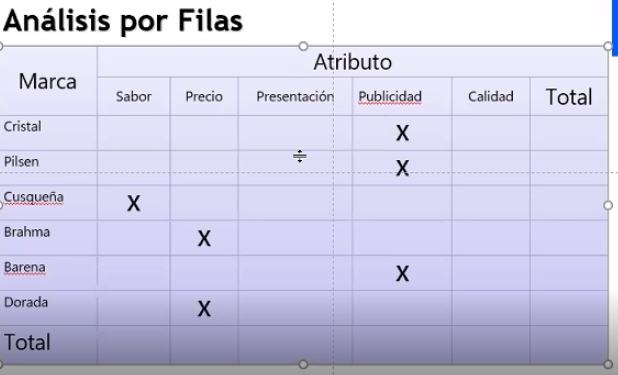 Análisis por Filas
Marca Atributo
Sabor Precio Presentación Publicidad Calidad Total
Cristal X
Pilsen X
Cusqueña X
Brahma X
Barena X
Dorada X
Total